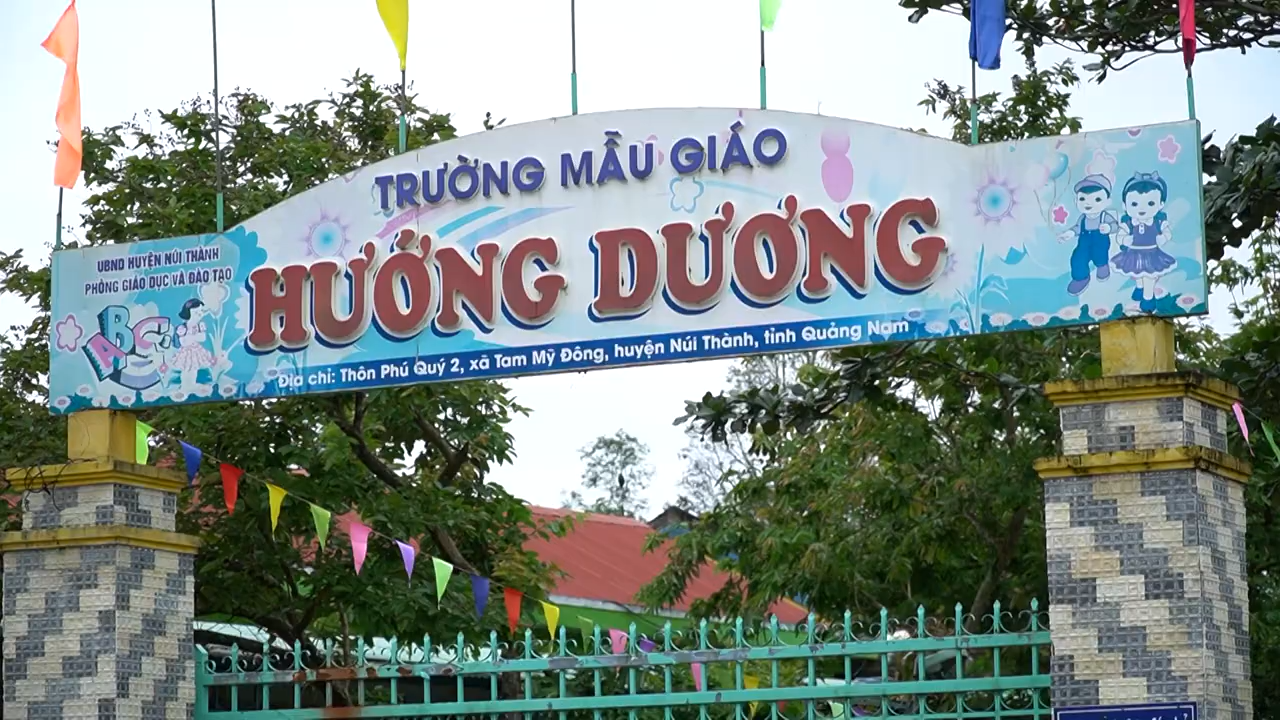 TRƯỜNG MẪU GIÁO
UBND HUYỆN NÚI THÀNH
PHÒNG GIÁO DỤC VÀ ĐÀO TẠO
HƯỚNG DƯƠNG
ABC
Địa chỉ: Thôn Phú Quý 2, xã Tam Mỹ Đông, huyện Núi Thành, tỉnh Quảng Nam